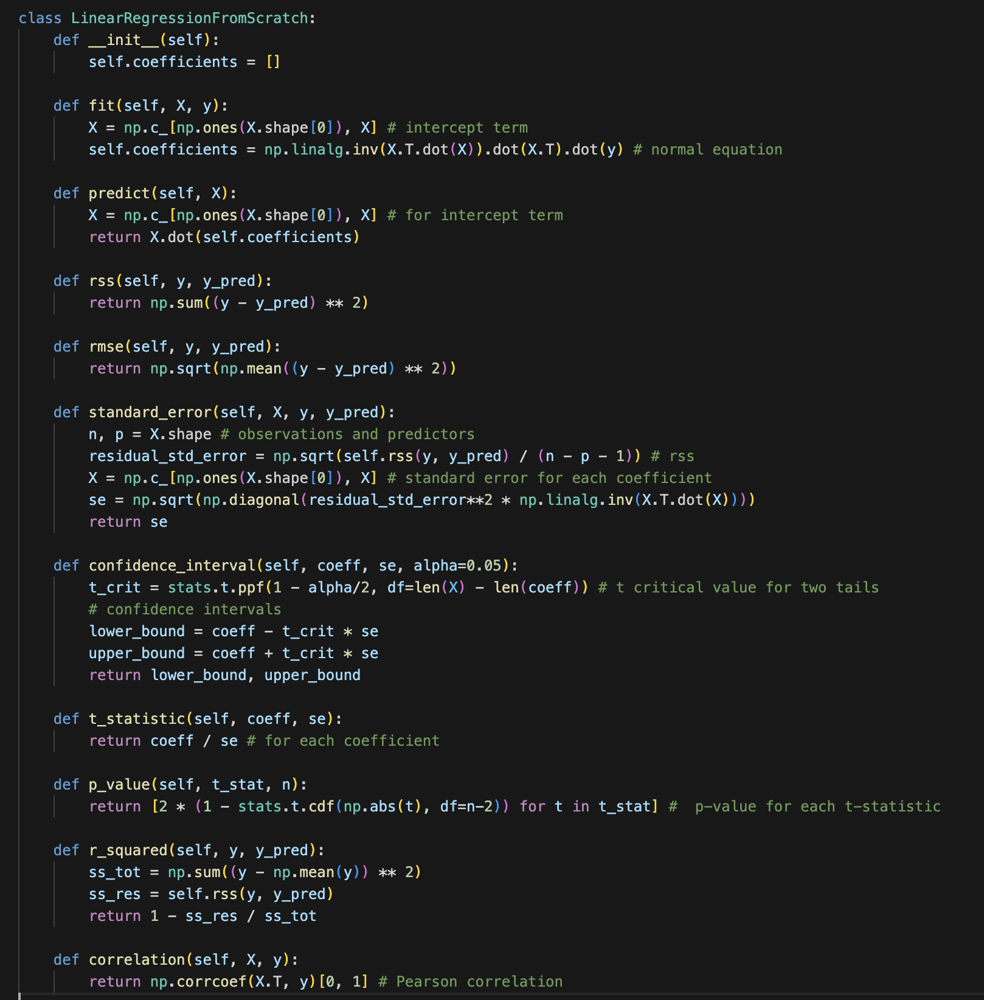 class LinearRegressionFromScratch:
    def __init__(self):
        self.coefficients = []

    def fit(self, X, y):
        X = np.c_[np.ones(X.shape[0]), X] # intercept term
        self.coefficients = np.linalg.inv(X.T.dot(X)).dot(X.T).dot(y) # normal equation

    def predict(self, X):
        X = np.c_[np.ones(X.shape[0]), X] # for intercept term
        return X.dot(self.coefficients)

    def rss(self, y, y_pred):
        return np.sum((y - y_pred) ** 2)

    def rmse(self, y, y_pred):
        return np.sqrt(np.mean((y - y_pred) ** 2))

    def standard_error(self, X, y, y_pred):
        n, p = X.shape # observations and predictors
        residual_std_error = np.sqrt(self.rss(y, y_pred) / (n - p - 1)) # rss
        X = np.c_[np.ones(X.shape[0]), X] # standard error for each coefficient
        se = np.sqrt(np.diagonal(residual_std_error**2 * np.linalg.inv(X.T.dot(X))))
        return se

    def confidence_interval(self, coeff, se, alpha=0.05):
        t_crit = stats.t.ppf(1 - alpha/2, df=len(X) - len(coeff)) # t critical value for two tails
        # confidence intervals
        lower_bound = coeff - t_crit * se
        upper_bound = coeff + t_crit * se
        return lower_bound, upper_bound

    def t_statistic(self, coeff, se):
        return coeff / se # for each coefficient

    def p_value(self, t_stat, n):
        return [2 * (1 - stats.t.cdf(np.abs(t), df=n-2)) for t in t_stat] #  p-value for each t-statistic

    def r_squared(self, y, y_pred):
        ss_tot = np.sum((y - np.mean(y)) ** 2)
        ss_res = self.rss(y, y_pred)
        return 1 - ss_res / ss_tot

    def correlation(self, X, y):
        return np.corrcoef(X.T, y)[0, 1] # Pearson correlation